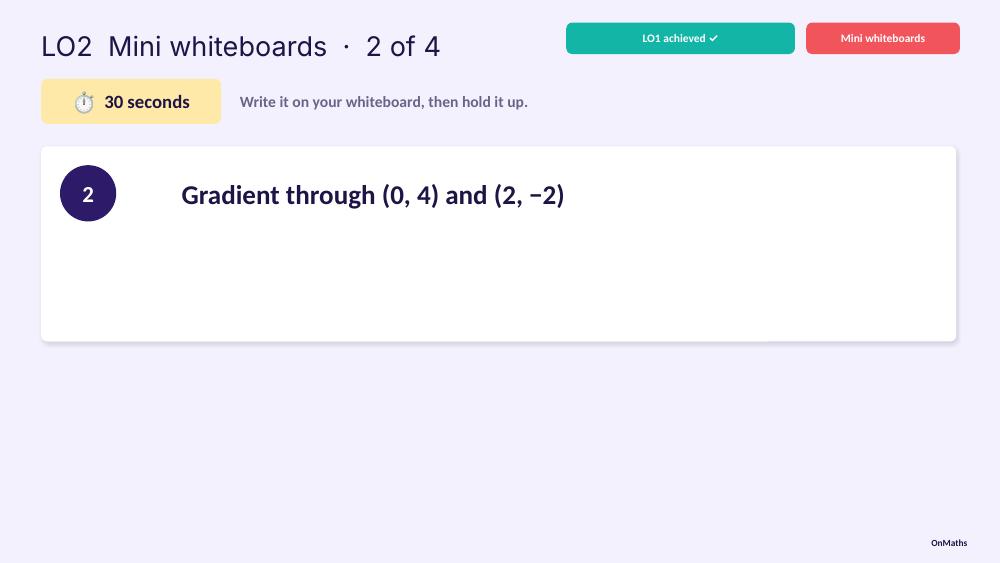 LO2 Mini whiteboards · 2 of 4
LO1 achieved ✓
Mini whiteboards
⏱️ 30 seconds
Write it on your whiteboard, then hold it up.
2
Gradient through (0, 4) and (2, −2)
OnMaths